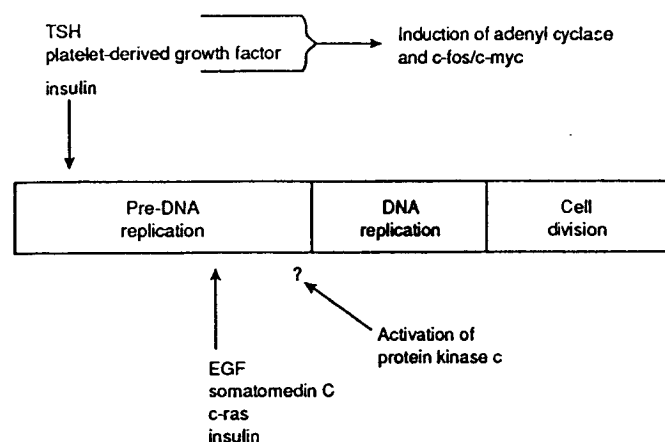 TSH
platelet-derived growth factor
insulin
Induction of adenyl cyclase
and c-fos/c-myc
Pre-DNA
replication
DNA
replication
Cell
division
?
Activation of
protein kinase c
EGF
somatomedin C
c-ras
insulin